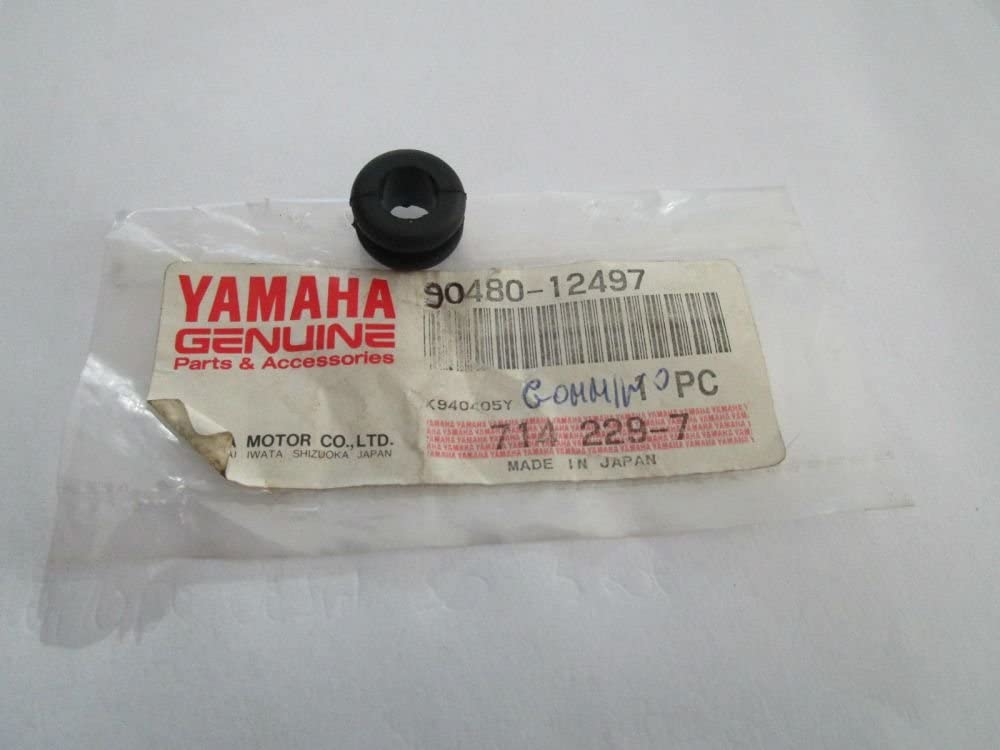 YAMAHA
GENUINE
Parts & Accessories
90480-12497
K940405Y GOMMINO PC
714 229-7
MADE IN JAPAN
A MOTOR CO.,LTD.
AI IWATA SHIZUOKA JAPAN